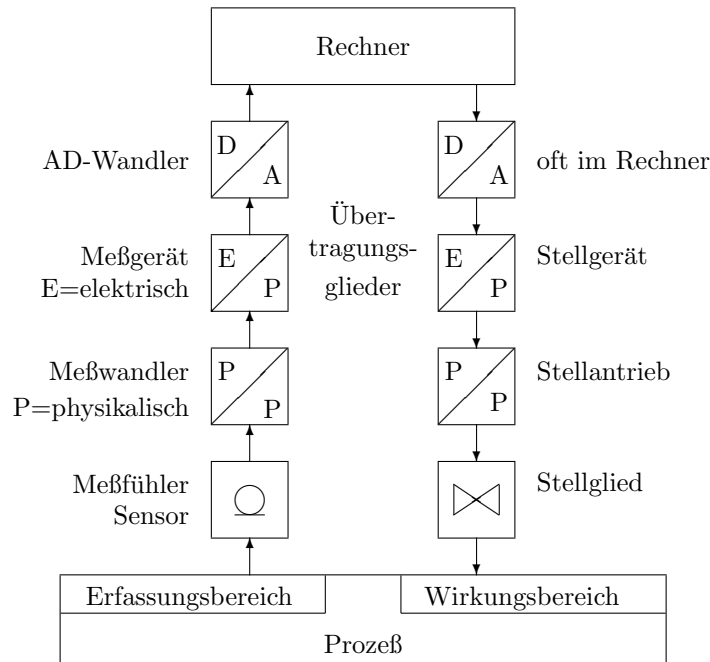 Rechner
AD-Wandler
D
A
D
A
oft im Rechner
Über-
tragungs-
glieder
Meßgerät
E=elektrisch
E
P
E
P
Stellgerät
Meßwandler
P=physikalisch
P
P
P
P
Stellantrieb
Meßfühler
Sensor
Stellglied
Erfassungsbereich
Wirkungsbereich
Prozeß